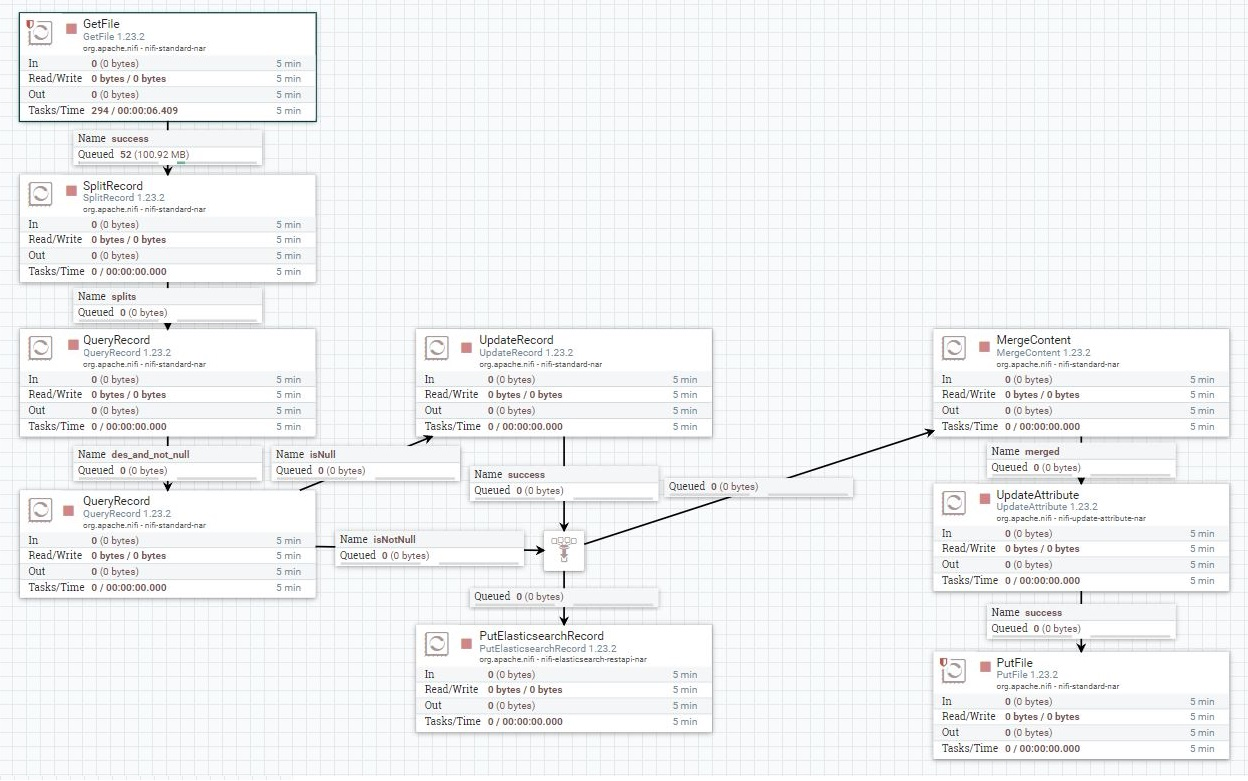 GetFile
GetFile 1.23.2
org.apache.nifi - nifi-standard-nar
In 0 (0 bytes) 5 min
Read/Write 0 bytes / 0 bytes 5 min
Out 0 (0 bytes) 5 min
Tasks/Time 294 / 00:00:06.409 5 min
Name success
Queued 52 (100.92 MB)
SplitRecord
SplitRecord 1.23.2
org.apache.nifi - nifi-standard-nar
In 0 (0 bytes) 5 min
Read/Write 0 bytes / 0 bytes 5 min
Out 0 (0 bytes) 5 min
Tasks/Time 0 / 00:00:00.000 5 min
Name splits
Queued 0 (0 bytes)
QueryRecord
QueryRecord 1.23.2
org.apache.nifi - nifi-standard-nar
In 0 (0 bytes) 5 min
Read/Write 0 bytes / 0 bytes 5 min
Out 0 (0 bytes) 5 min
Tasks/Time 0 / 00:00:00.000 5 min
Name des_and_not_null
Queued 0 (0 bytes)
QueryRecord
QueryRecord 1.23.2
org.apache.nifi - nifi-standard-nar
In 0 (0 bytes) 5 min
Read/Write 0 bytes / 0 bytes 5 min
Out 0 (0 bytes) 5 min
Tasks/Time 0 / 00:00:00.000 5 min
Name isNull
Queued 0 (0 bytes)
Name isNotNull
Queued 0 (0 bytes)
UpdateRecord
UpdateRecord 1.23.2
org.apache.nifi - nifi-standard-nar
In 0 (0 bytes) 5 min
Read/Write 0 bytes / 0 bytes 5 min
Out 0 (0 bytes) 5 min
Tasks/Time 0 / 00:00:00.000 5 min
Name success
Queued 0 (0 bytes)
Queued 0 (0 bytes)
Queued 0 (0 bytes)
PutElasticsearchRecord
PutElasticsearchRecord 1.23.2
org.apache.nifi - nifi-elasticsearch-restapi-nar
In 0 (0 bytes) 5 min
Read/Write 0 bytes / 0 bytes 5 min
Out 0 (0 bytes) 5 min
Tasks/Time 0 / 00:00:00.000 5 min
MergeContent
MergeContent 1.23.2
org.apache.nifi - nifi-standard-nar
In 0 (0 bytes) 5 min
Read/Write 0 bytes / 0 bytes 5 min
Out 0 (0 bytes) 5 min
Tasks/Time 0 / 00:00:00.000 5 min
Name merged
Queued 0 (0 bytes)
UpdateAttribute
UpdateAttribute 1.23.2
org.apache.nifi - nifi-update-attribute-nar
In 0 (0 bytes) 5 min
Read/Write 0 bytes / 0 bytes 5 min
Out 0 (0 bytes) 5 min
Tasks/Time 0 / 00:00:00.000 5 min
Name success
Queued 0 (0 bytes)
PutFile
PutFile 1.23.2
org.apache.nifi - nifi-standard-nar
In 0 (0 bytes) 5 min
Read/Write 0 bytes / 0 bytes 5 min
Out 0 (0 bytes) 5 min
Tasks/Time 0 / 00:00:00.000 5 min